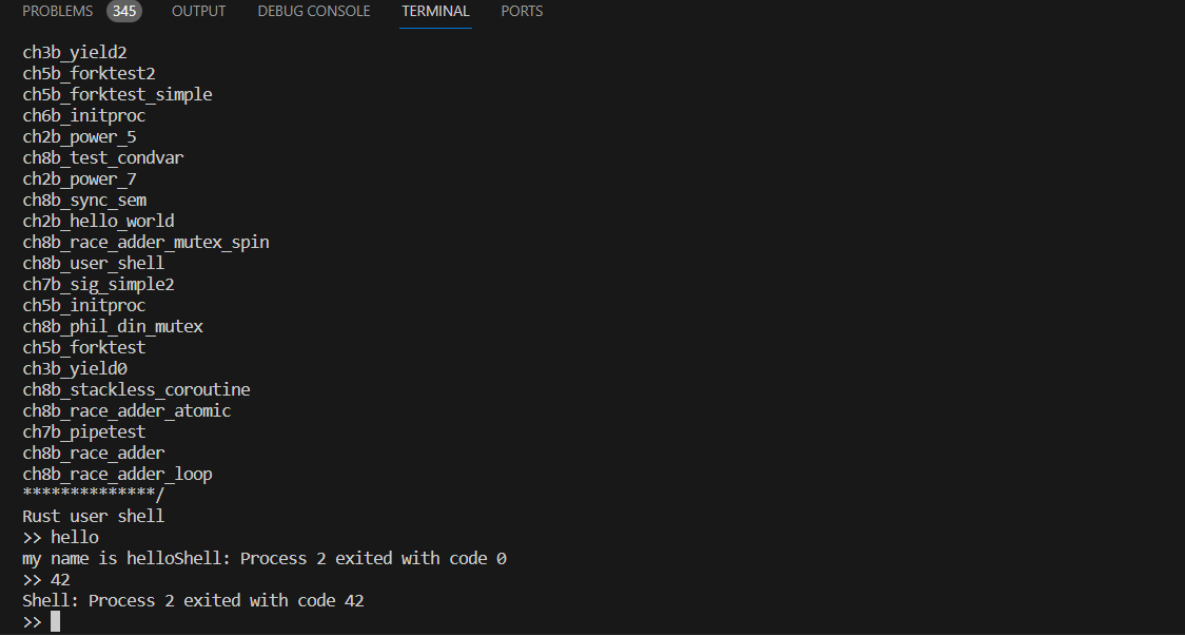 PROBLEMS 345 OUTPUT DEBUG CONSOLE TERMINAL PORTS
ch3b_yield2
ch5b_forktest2
ch5b_forktest_simple
ch6b_initproc
ch2b_power_5
ch8b_test_condvar
ch2b_power_7
ch8b_sync_sem
ch2b_hello_world
ch8b_race_adder_mutex_spin
ch8b_user_shell
ch7b_sig_simple2
ch5b_initproc
ch8b_phil_din_mutex
ch5b_forktest
ch3b_yield0
ch8b_stackless_coroutine
ch8b_race_adder_atomic
ch7b_pipetest
ch8b_race_adder
ch8b_race_adder_loop
**************/
Rust user shell
>> hello
my name is helloShell: Process 2 exited with code 0
>> 42
Shell: Process 2 exited with code 42
>>